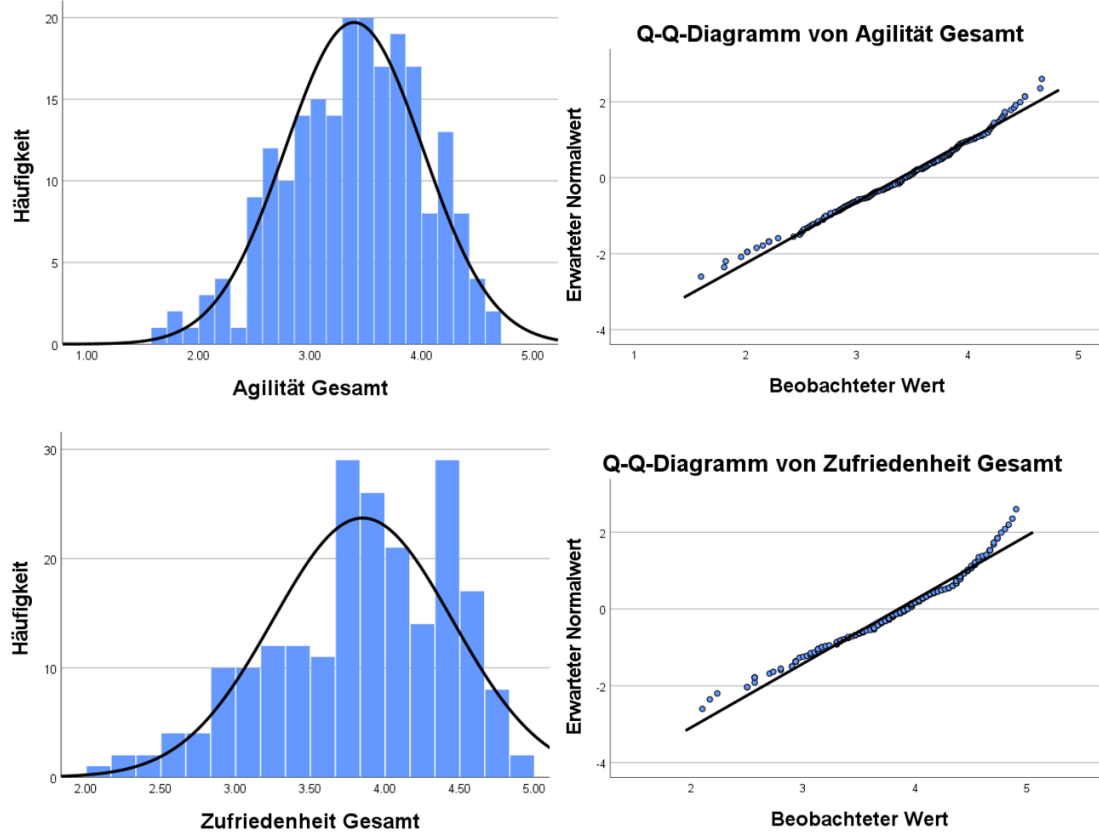 20
15
10
5
0
Häufigkeit
1.00 2.00 3.00 4.00 5.00
Agilität Gesamt
Q-Q-Diagramm von Agilität Gesamt
2
0
-2
-4
Erwarteter Normalwert
1 2 3 4 5
Beobachteter Wert
30
20
10
0
Häufigkeit
2.00 2.50 3.00 3.50 4.00 4.50 5.00
Zufriedenheit Gesamt
Q-Q-Diagramm von Zufriedenheit Gesamt
2
0
-2
-4
Erwarteter Normalwert
2 3 4 5
Beobachteter Wert